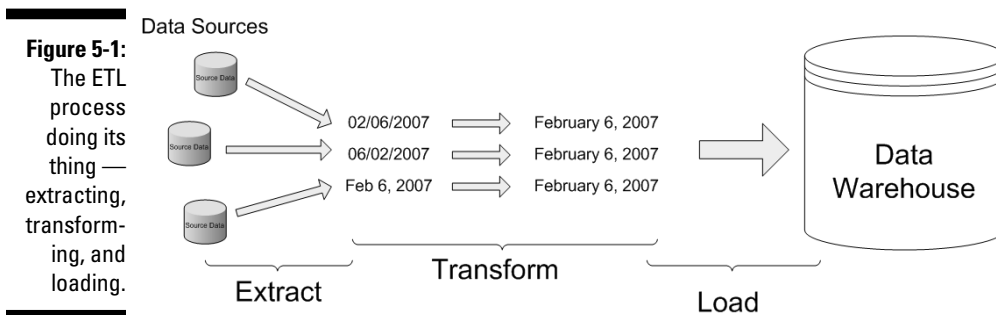 Figure 5-1:
The ETL
process
doing its
thing —
extracting,
transform-
ing, and
loading.
Data Sources
Source Data
Source Data
Source Data
02/06/2007
February 6, 2007
06/02/2007
February 6, 2007
Feb 6, 2007
February 6, 2007
Data
Warehouse
Extract
Transform
Load